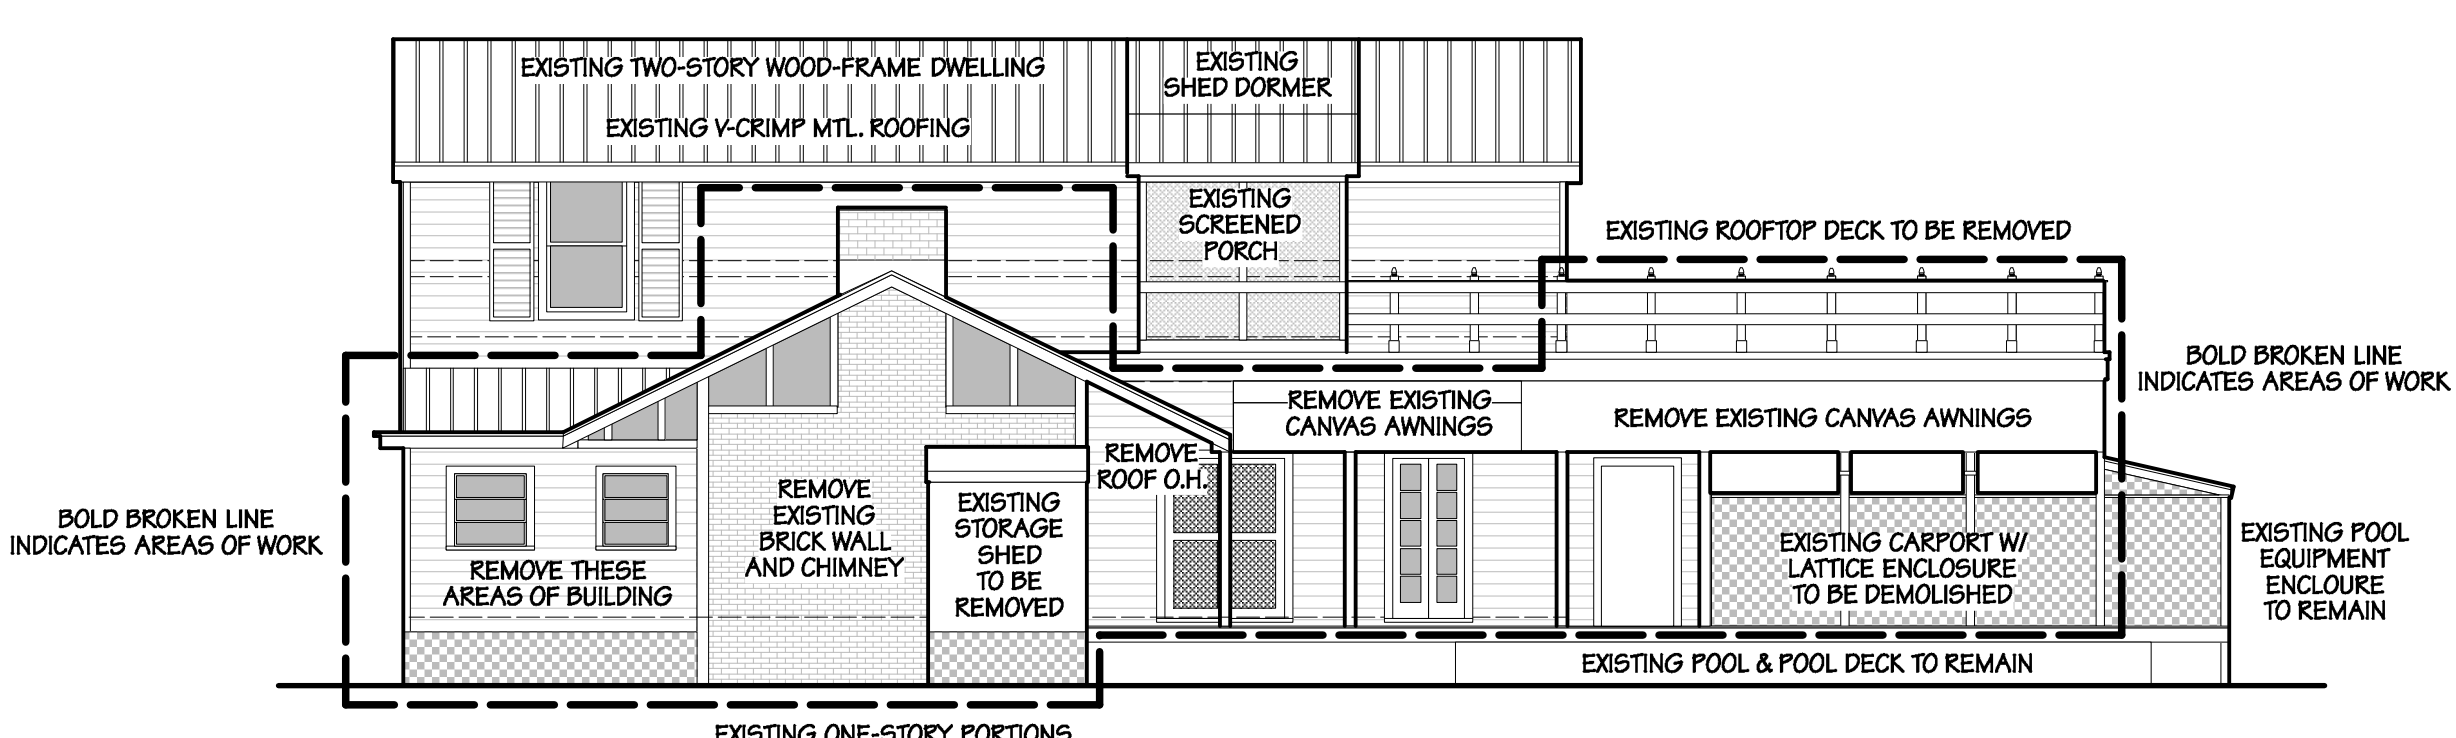 EXISTING TWO-STORY WOOD-FRAME DWELLING
EXISTING V-CRIMP MTL. ROOFING
EXISTING
SHED DORMER
EXISTING
SCREENED
PORCH
EXISTING ROOFTOP DECK TO BE REMOVED
BOLD BROKEN LINE
INDICATES AREAS OF WORK
REMOVE EXISTING
CANVAS AWNINGS
REMOVE EXISTING CANVAS AWNINGS
REMOVE
ROOF O.H.
BOLD BROKEN LINE
INDICATES AREAS OF WORK
REMOVE THESE
AREAS OF BUILDING
REMOVE
EXISTING
BRICK WALL
AND CHIMNEY
EXISTING
STORAGE
SHED
TO BE
REMOVED
EXISTING CARPORT W/
LATTICE ENCLOSURE
TO BE DEMOLISHED
EXISTING POOL
EQUIPMENT
ENCLOURE
TO REMAIN
EXISTING POOL & POOL DECK TO REMAIN
EXISTING ONE-STORY PORTIONS